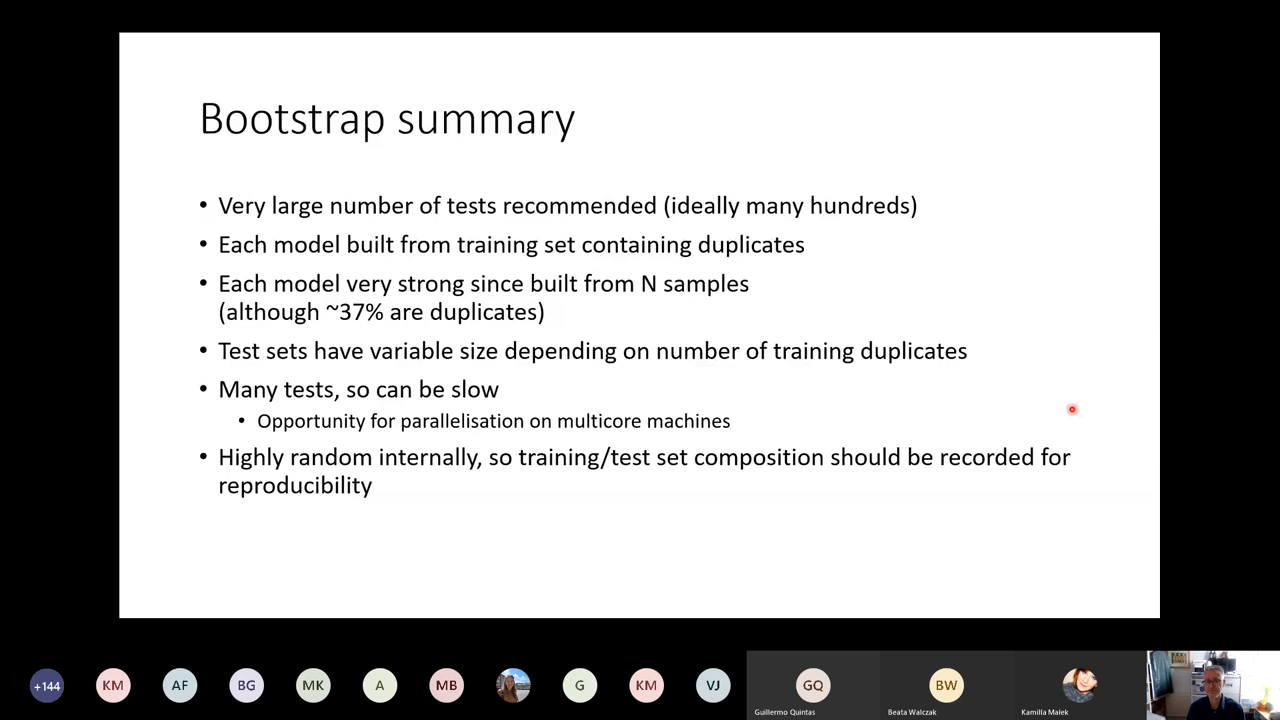 Bootstrap summary
• Very large number of tests recommended (ideally many hundreds)
• Each model built from training set containing duplicates
• Each model very strong since built from N samples
(although ~37% are duplicates)
• Test sets have variable size depending on number of training duplicates
• Many tests, so can be slow
• Opportunity for parallelisation on multicore machines
• Highly random internally, so training/test set composition should be recorded for
reproducibility
+144 KM AF BG MK A MB G KM VJ GQ BW
Guillermo Quintas Beata Walczak Kamilla Małek